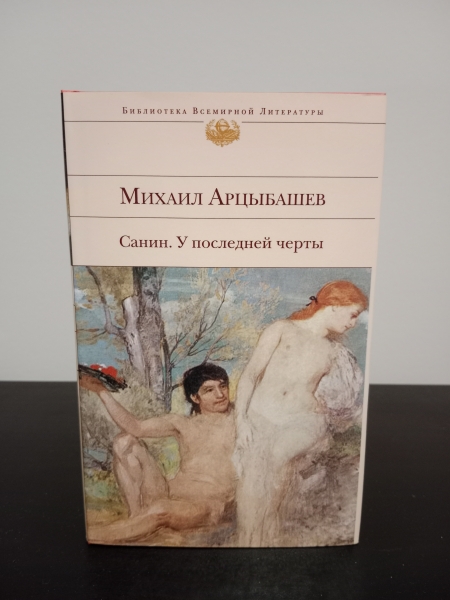 Библиотека Всемирной Литературы
Михаил Арцыбашев
Санин. У последней черты